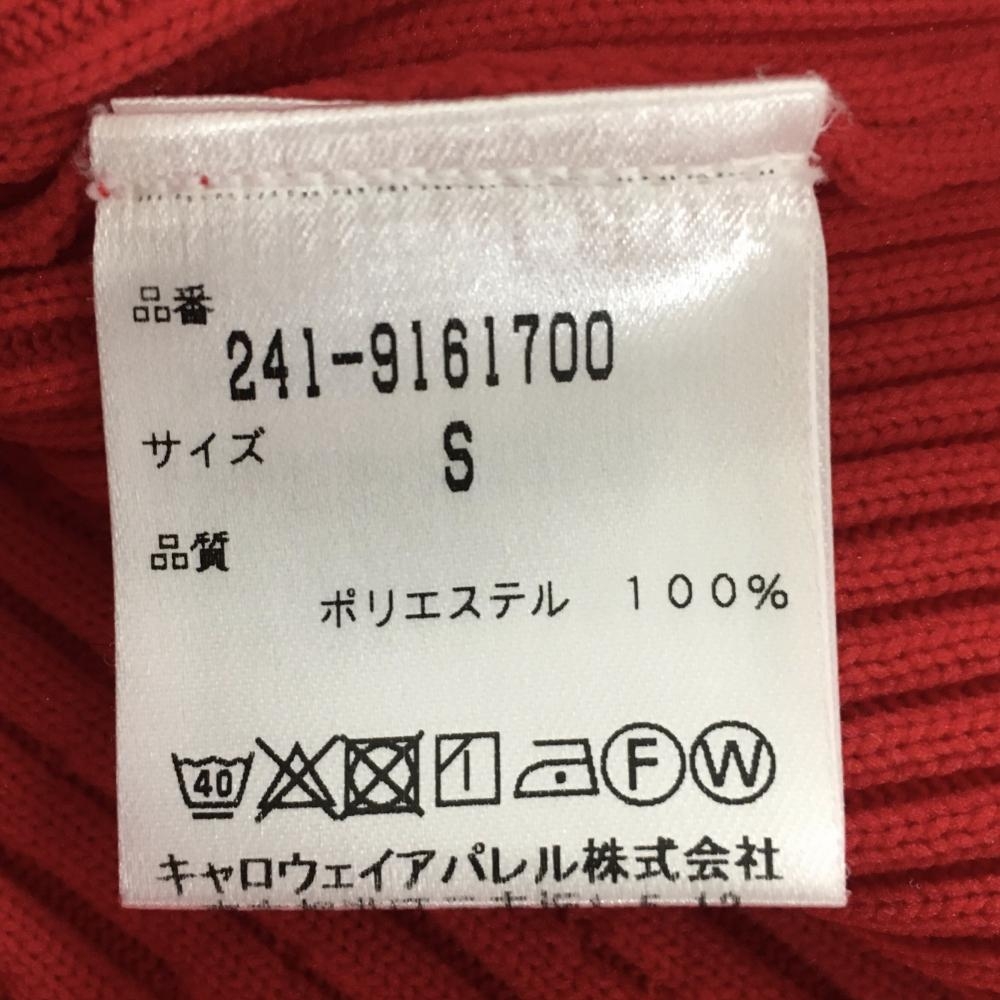 品番
241-9161700
サイズ S
品質
ポリエステル １００％
40 F W
キャロウェイアパレル株式会社